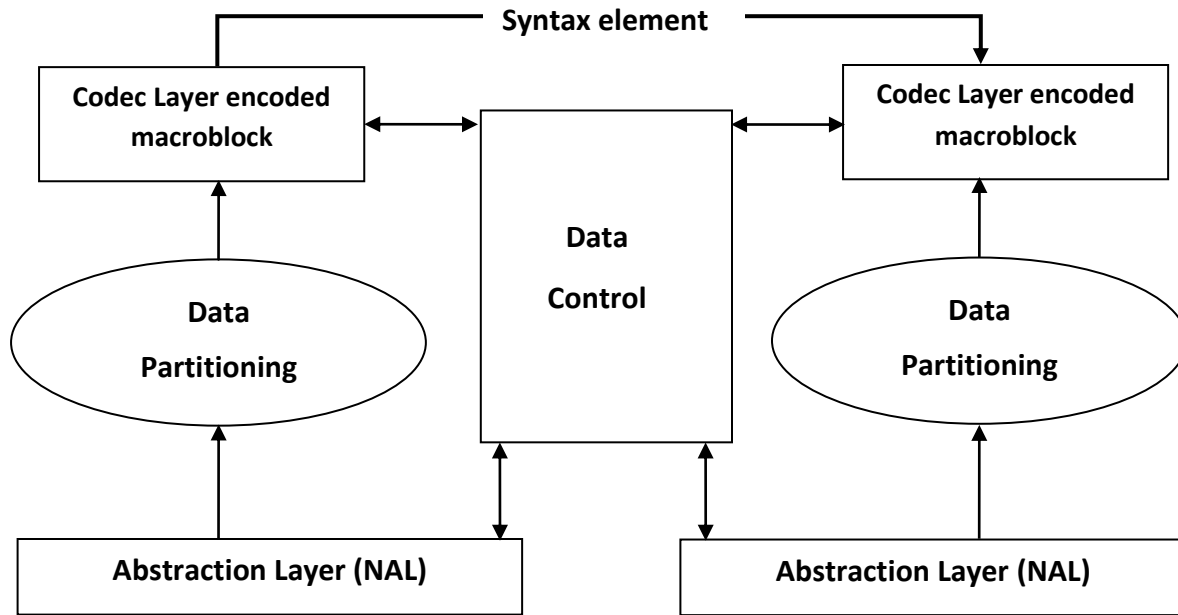 Syntax element
Codec Layer encoded
macroblock
Codec Layer encoded
macroblock
Data
Control
Data
Partitioning
Data
Partitioning
Abstraction Layer (NAL)
Abstraction Layer (NAL)